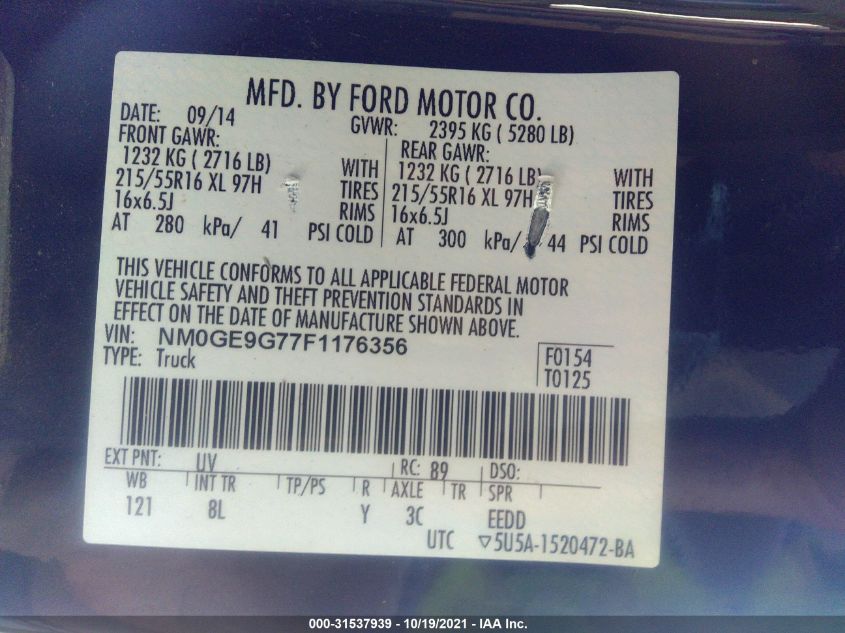 MFD. BY FORD MOTOR CO.
DATE: 09/14 GVWR: 2395 KG ( 5280 LB)
FRONT GAWR: REAR GAWR:
1232 KG ( 2716 LB) WITH 1232 KG ( 2716 LB) WITH
215/55R16 XL 97H TIRES 215/55R16 XL 97H TIRES
16x6.5J RIMS 16x6.5J RIMS
AT 280 kPa/ 41 PSI COLD AT 300 kPa/ 44 PSI COLD
THIS VEHICLE CONFORMS TO ALL APPLICABLE FEDERAL MOTOR
VEHICLE SAFETY AND THEFT PREVENTION STANDARDS IN
EFFECT ON THE DATE OF MANUFACTURE SHOWN ABOVE.
VIN: NM0GE9G77F1176356
TYPE: Truck
F0154
T0125
EXT PNT: UV RC: 89 DSO:
WB INT TR TP/PS R AXLE TR SPR
121 8L Y 3C EEDD
UTC ▽5U5A-1520472-BA
000-31537939 - 10/19/2021 - IAA Inc.